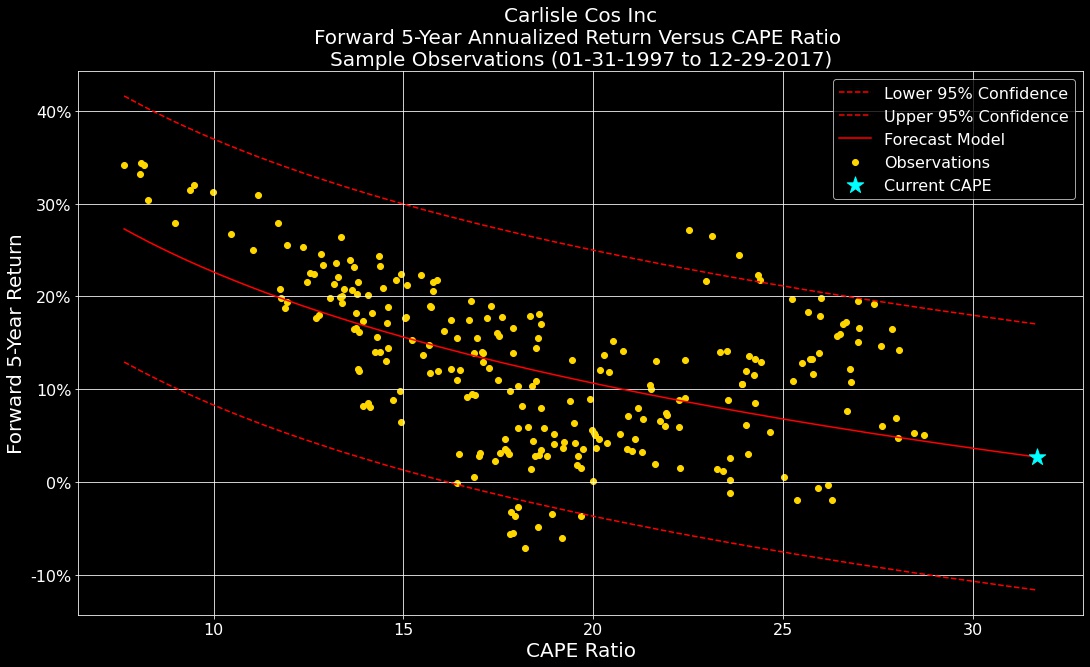 Carlisle Cos Inc
Forward 5-Year Annualized Return Versus CAPE Ratio
Sample Observations (01-31-1997 to 12-29-2017)
Lower 95% Confidence
Upper 95% Confidence
Forecast Model
Observations
Current CAPE
Forward 5-Year Return
40%
30%
20%
10%
0%
-10%
10
15
20
25
30
CAPE Ratio